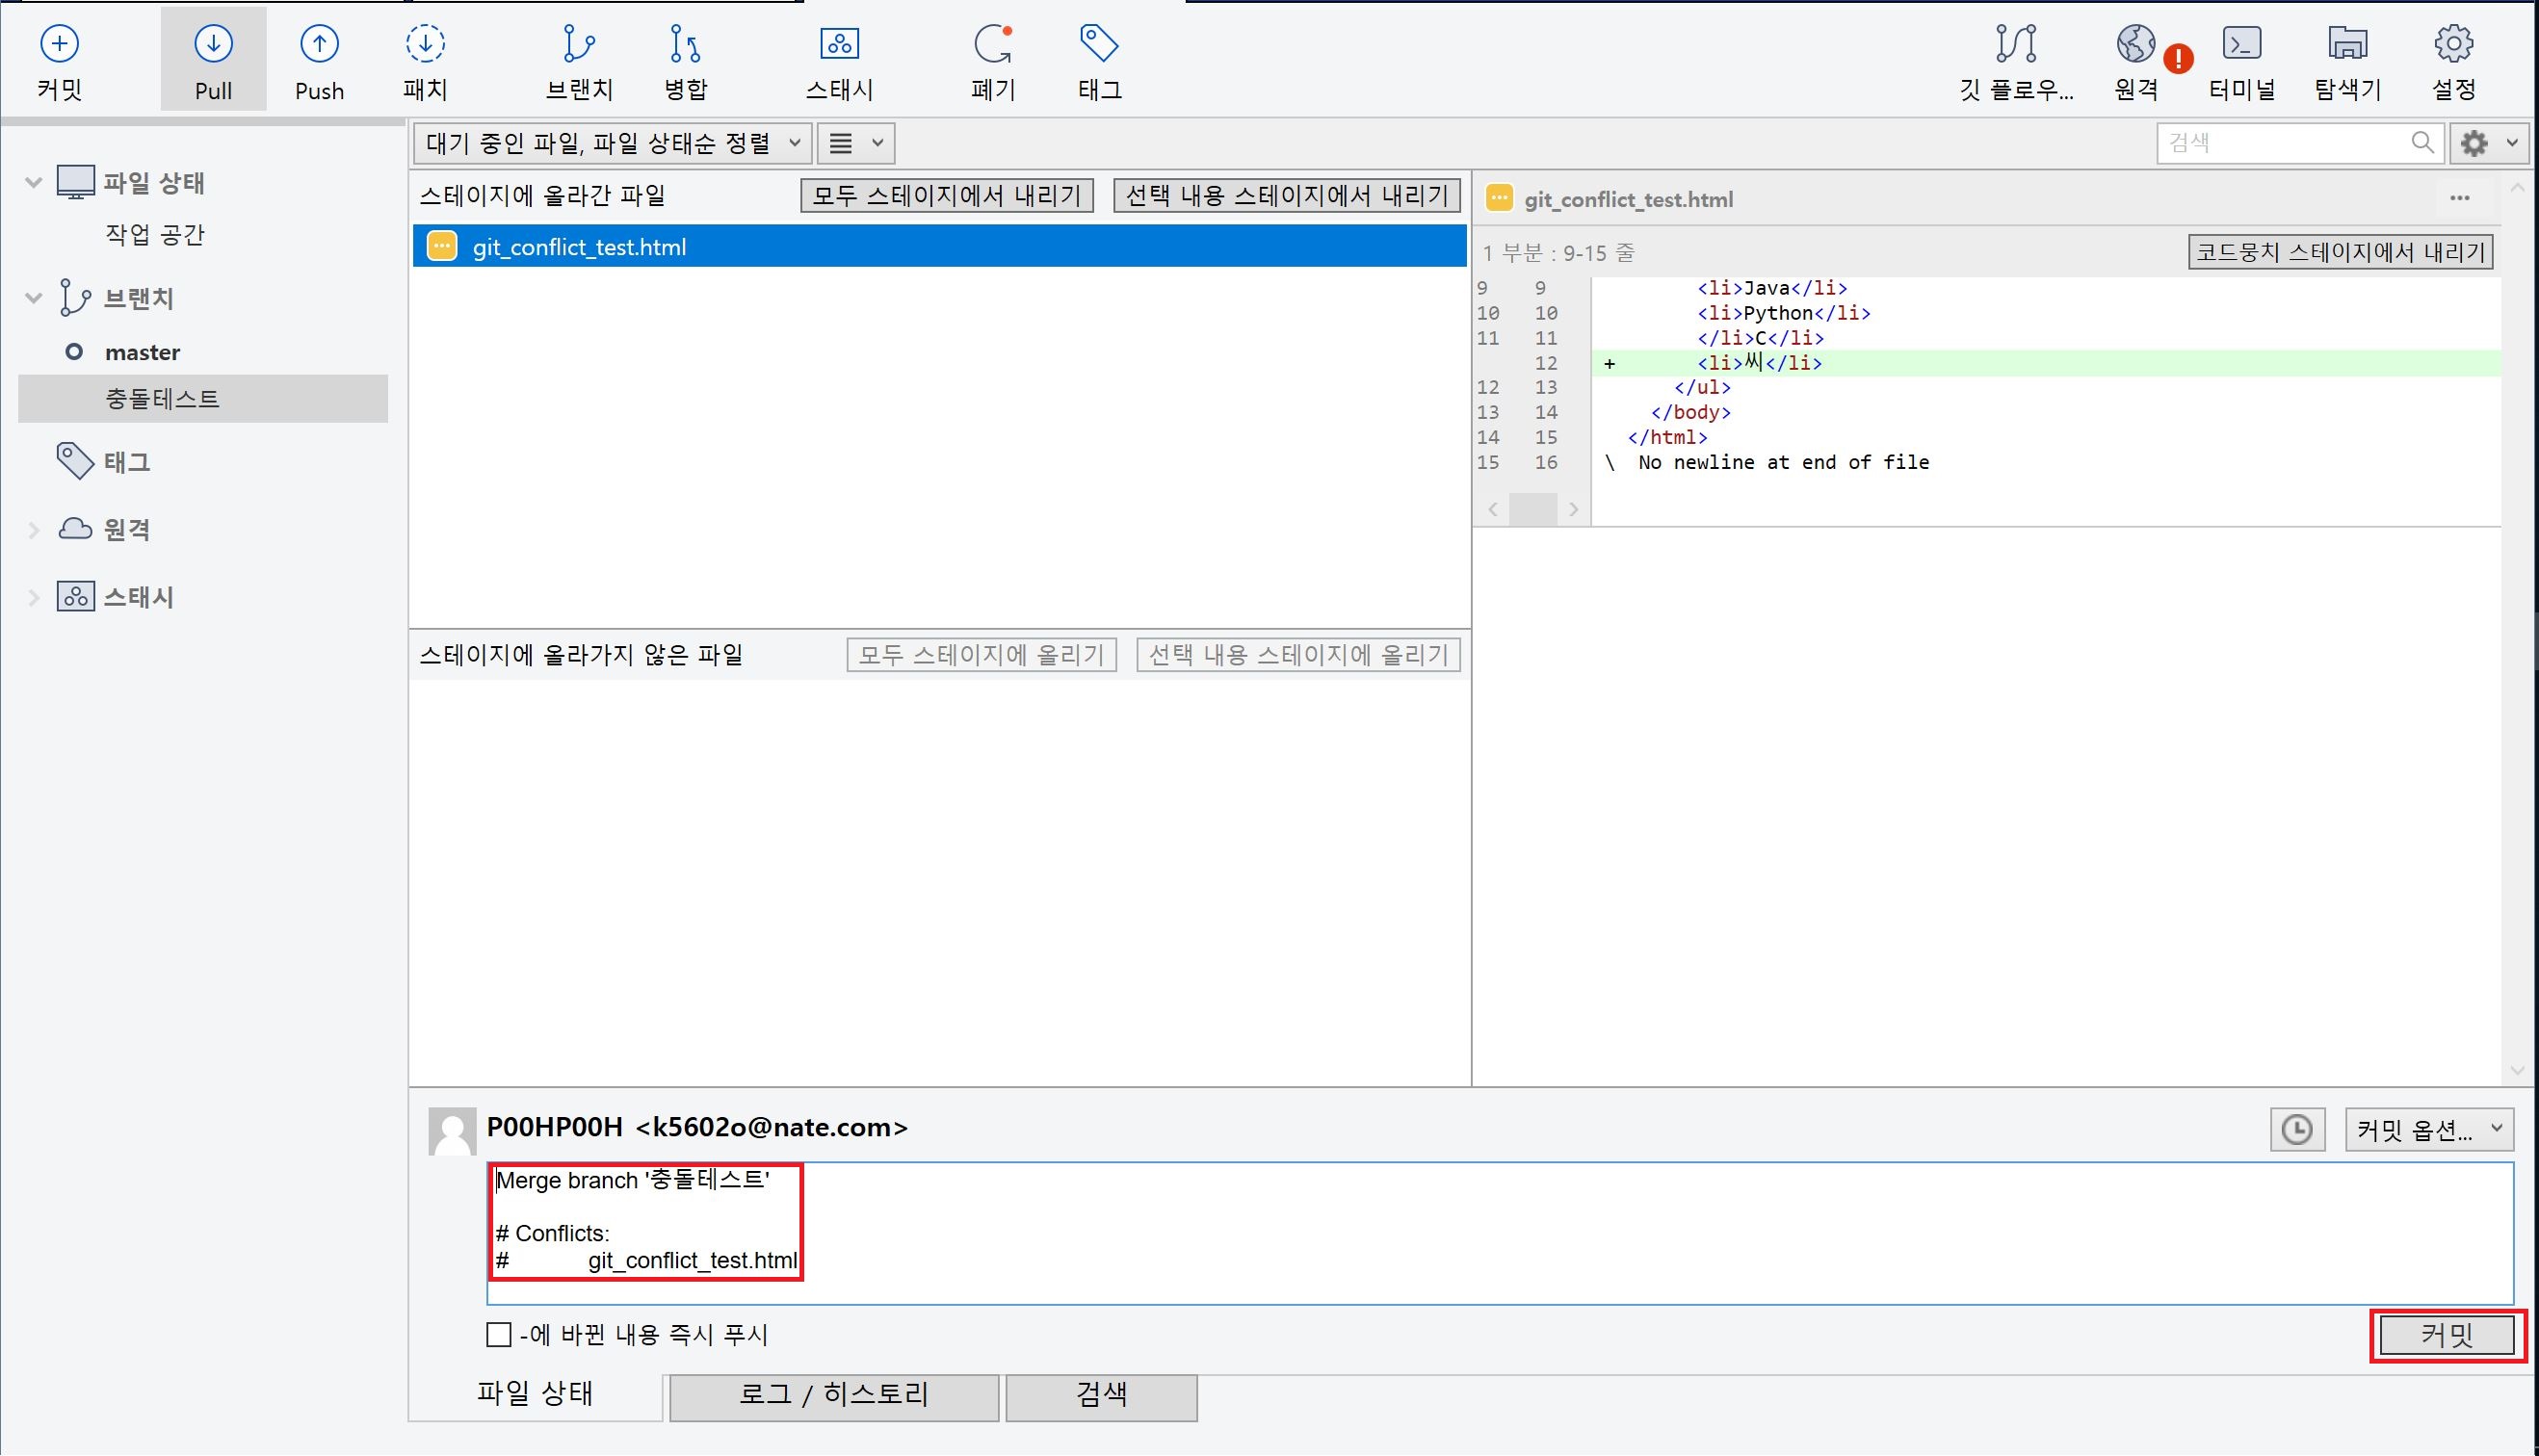 커밋 Pull Push 패치 브랜치 병합 스태시 폐기 태그 깃 플로우... 원격 터미널 탐색기 설정
파일 상태
작업 공간
브랜치
master
충돌테스트
태그
원격
스태시
대기 중인 파일, 파일 상태순 정렬
검색
스테이지에 올라간 파일 모두 스테이지에서 내리기 선택 내용 스테이지에서 내리기
git_conflict_test.html
스테이지에 올라가지 않은 파일 모두 스테이지에 올리기 선택 내용 스테이지에 올리기
git_conflict_test.html
1 부분 : 9-15 줄 코드뭉치 스테이지에서 내리기
9 9 <li>Java</li>
10 10 <li>Python</li>
11 11 </li>C</li>
12 + <li>씨</li>
12 13 </ul>
13 14 </body>
14 15 </html>
15 16 \ No newline at end of file
P00HP00H <k5602o@nate.com>
커밋 옵션...
Merge branch '충돌테스트'
# Conflicts:
# git_conflict_test.html
-에 바뀐 내용 즉시 푸시
커밋
파일 상태 로그 / 히스토리 검색